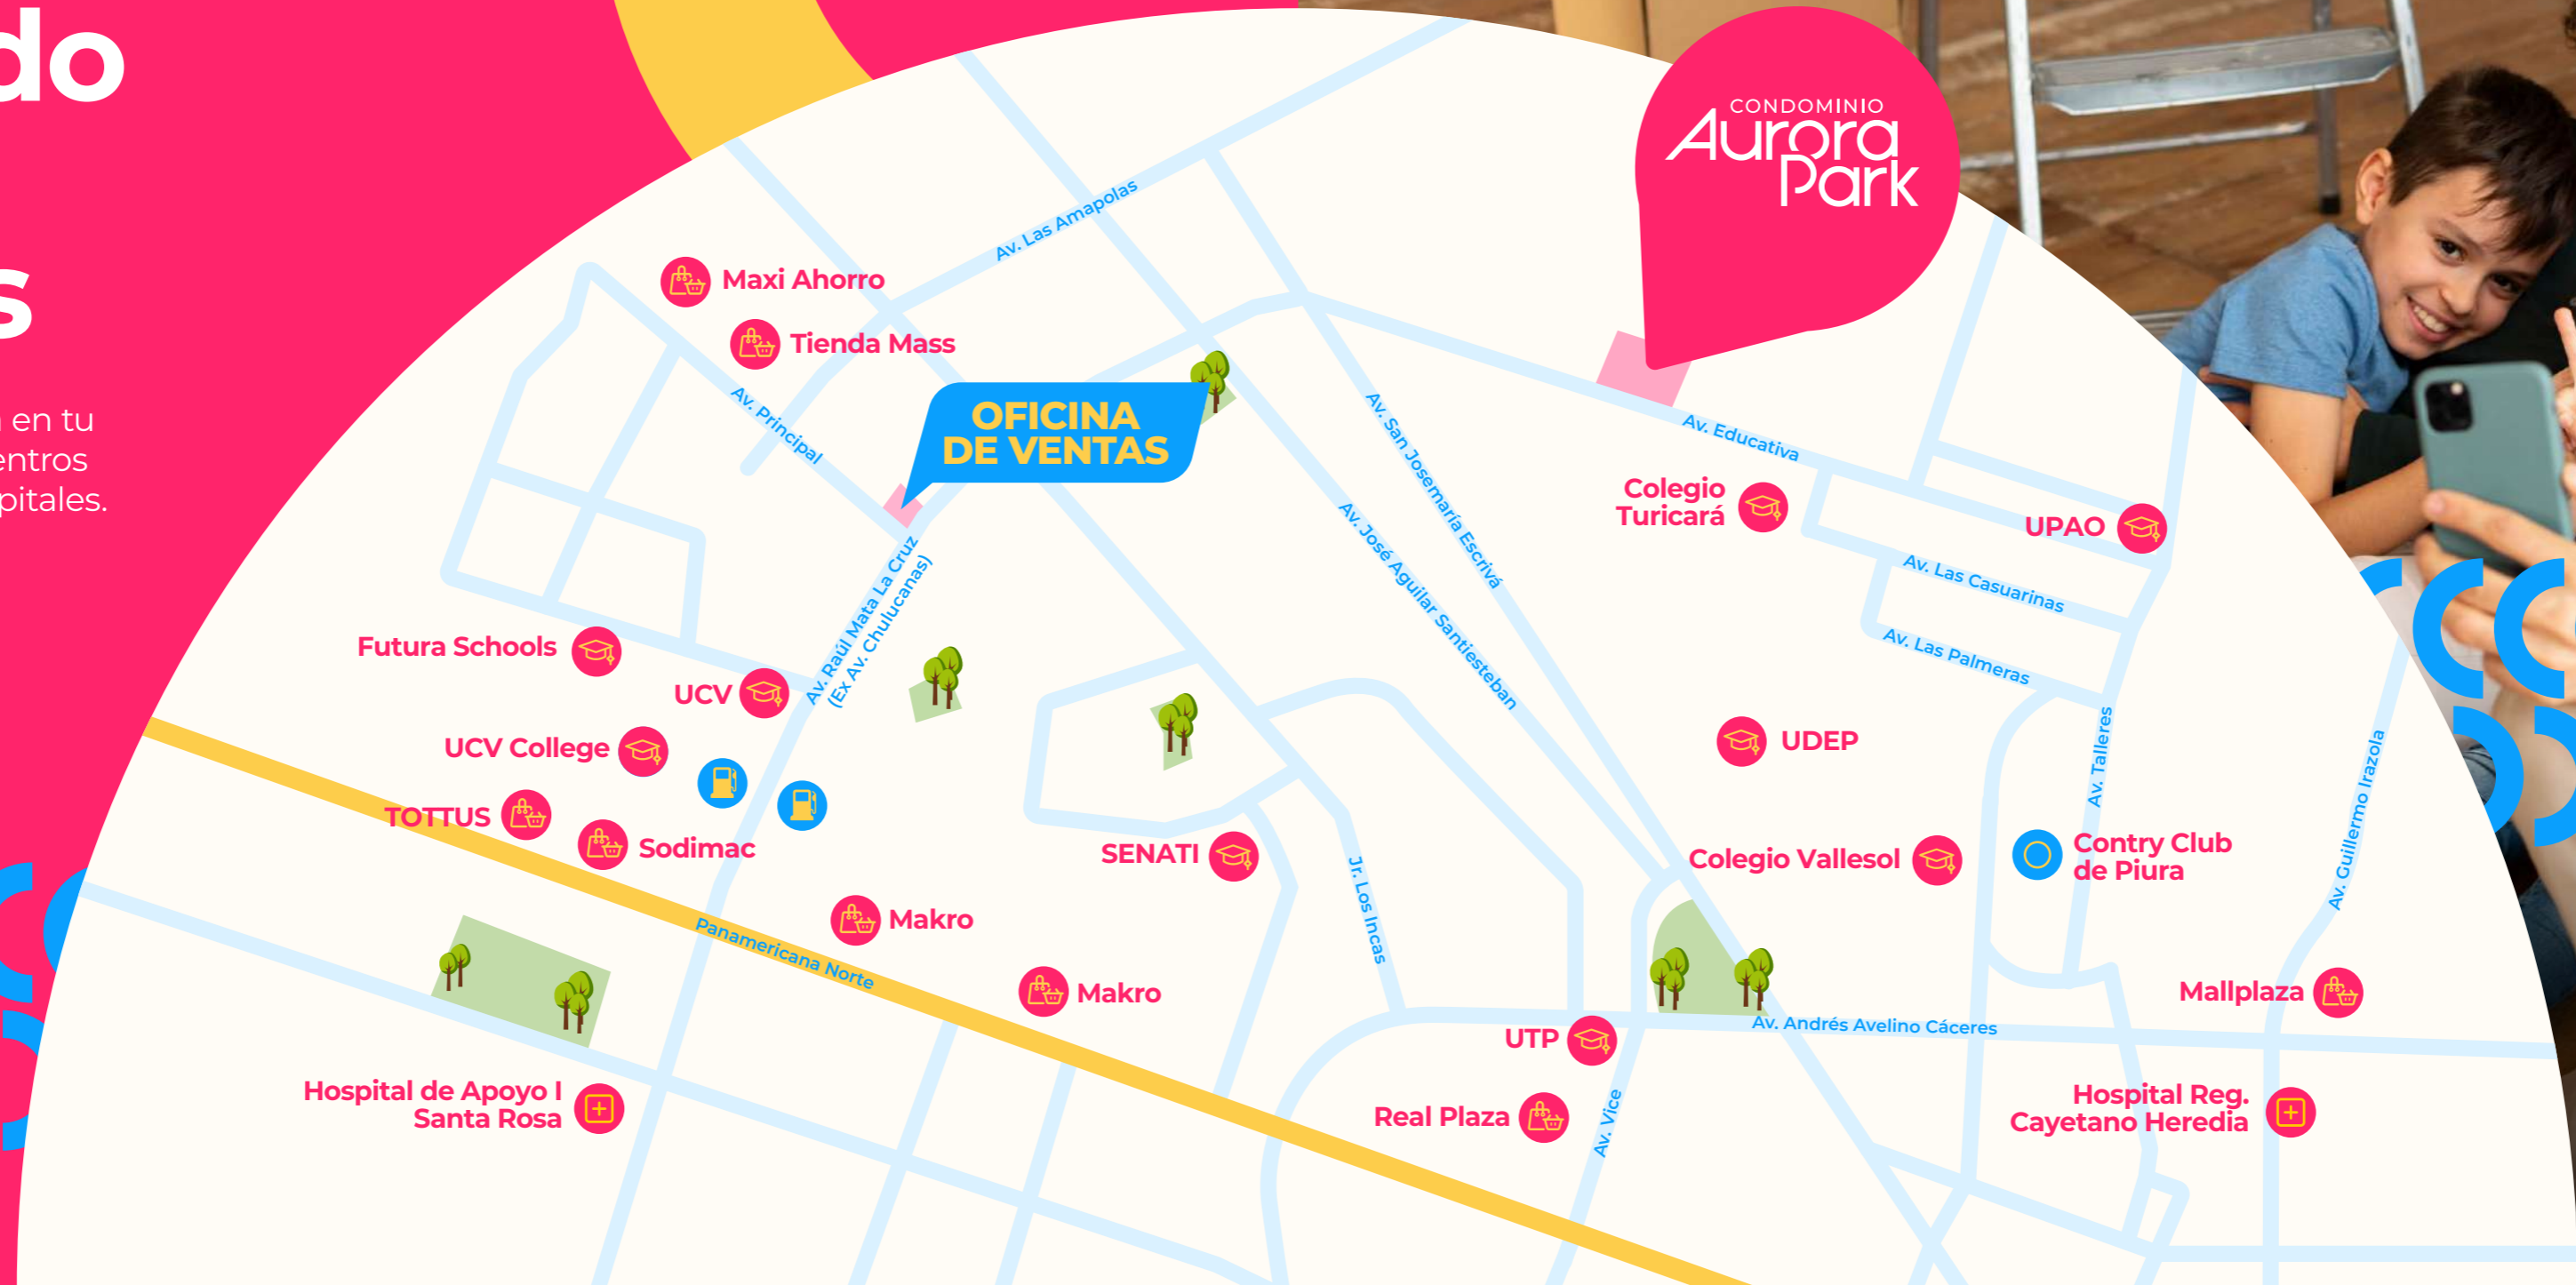 do
s
en tu
entros
pitales.
CONDOMINIO
Aurora
Park
Av. Las Amapolas
Maxi Ahorro
Tienda Mass
Av. Principal
OFICINA
DE VENTAS
Av. San Josemaría Escrivá
Av. José Aguilar Santiesteban
Av. Educativa
Colegio
Turicará
UPAO
Av. Las Casuarinas
Av. Las Palmeras
Av. Raúl Mata La Cruz
(Ex Av. Chulucanas)
Futura Schools
UCV
UCV College
TOTTUS
Sodimac
SENATI
UDEP
Av. Talleres
Av. Guillermo Irazola
Colegio Vallesol
Contry Club
de Piura
Jr. Los Incas
Makro
Panamericana Norte
Makro
Mallplaza
UTP
Av. Andrés Avelino Cáceres
Real Plaza
Av. Vice
Hospital de Apoyo I
Santa Rosa
Hospital Reg.
Cayetano Heredia